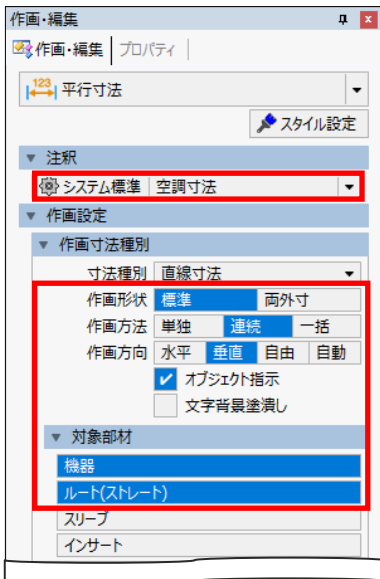 作画・編集
作画・編集 プロパティ
123 平行寸法
スタイル設定
注釈
システム標準 空調寸法
作画設定
作画寸法種別
寸法種別 直線寸法
作画形状 標準 両外寸
作画方法 単独 連続 一括
作画方向 水平 垂直 自由 自動
オブジェクト指示
文字背景塗潰し
対象部材
機器
ルート(ストレート)
スリーブ
インサート